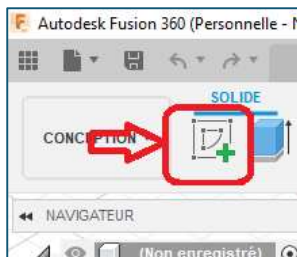 Autodesk Fusion 360 (Personnelle - N
SOLIDE
CONCEPTION
NAVIGATEUR
(Non enregistré)